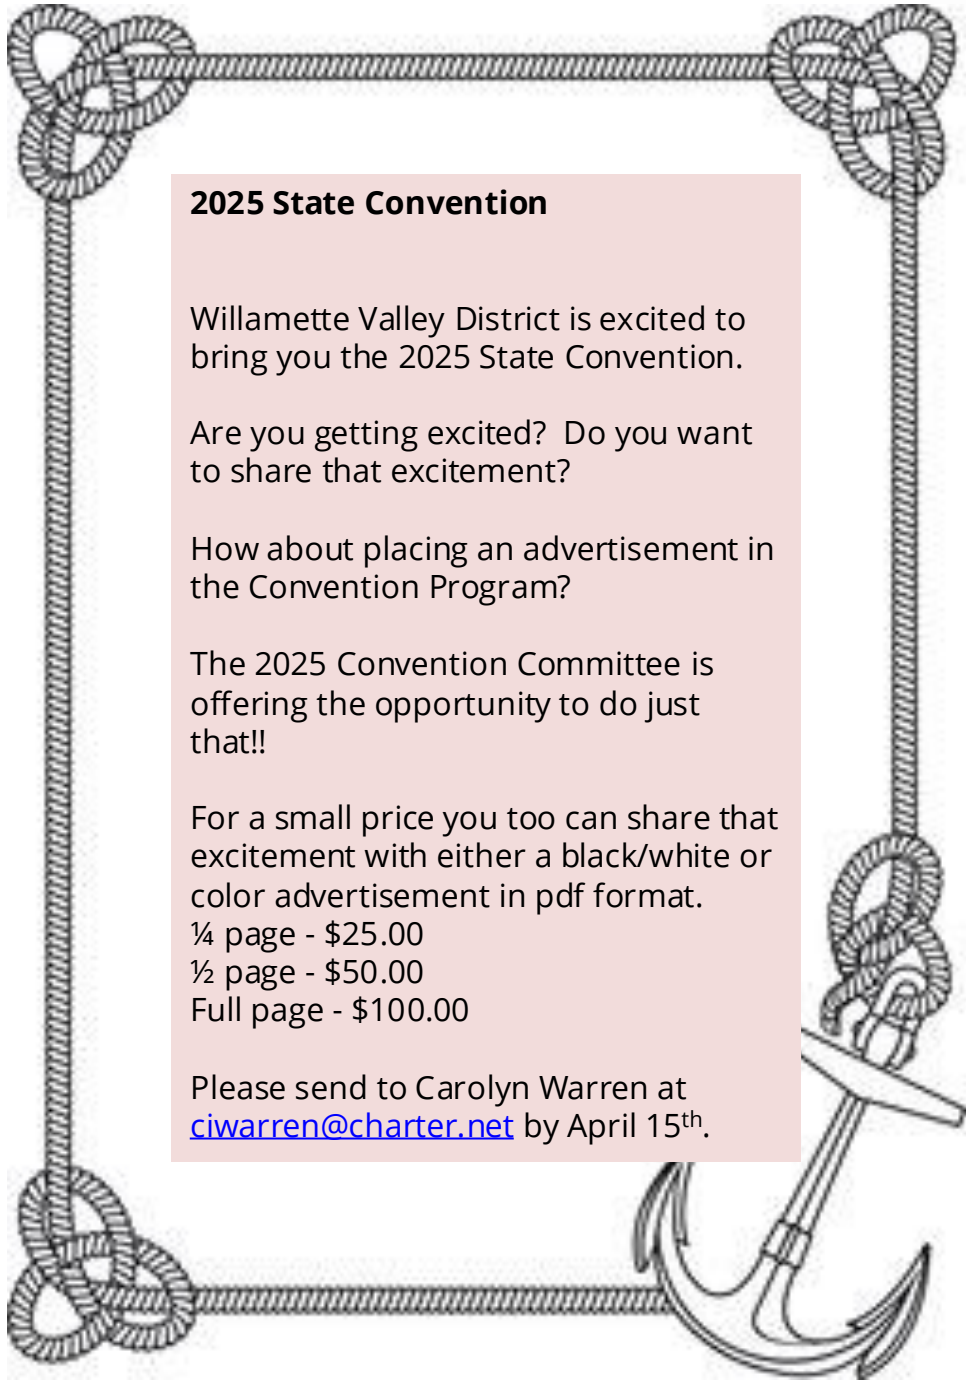 2025 State Convention
Willamette Valley District is excited to
bring you the 2025 State Convention.
Are you getting excited?  Do you want
to share that excitement?
How about placing an advertisement in
the Convention Program?
The 2025 Convention Committee is
offering the opportunity to do just
that!!
For a small price you too can share that
excitement with either a black/white or
color advertisement in pdf format.
¼ page - $25.00
½ page - $50.00
Full page - $100.00
Please send to Carolyn Warren at
ciwarren@charter.net by April 15th.